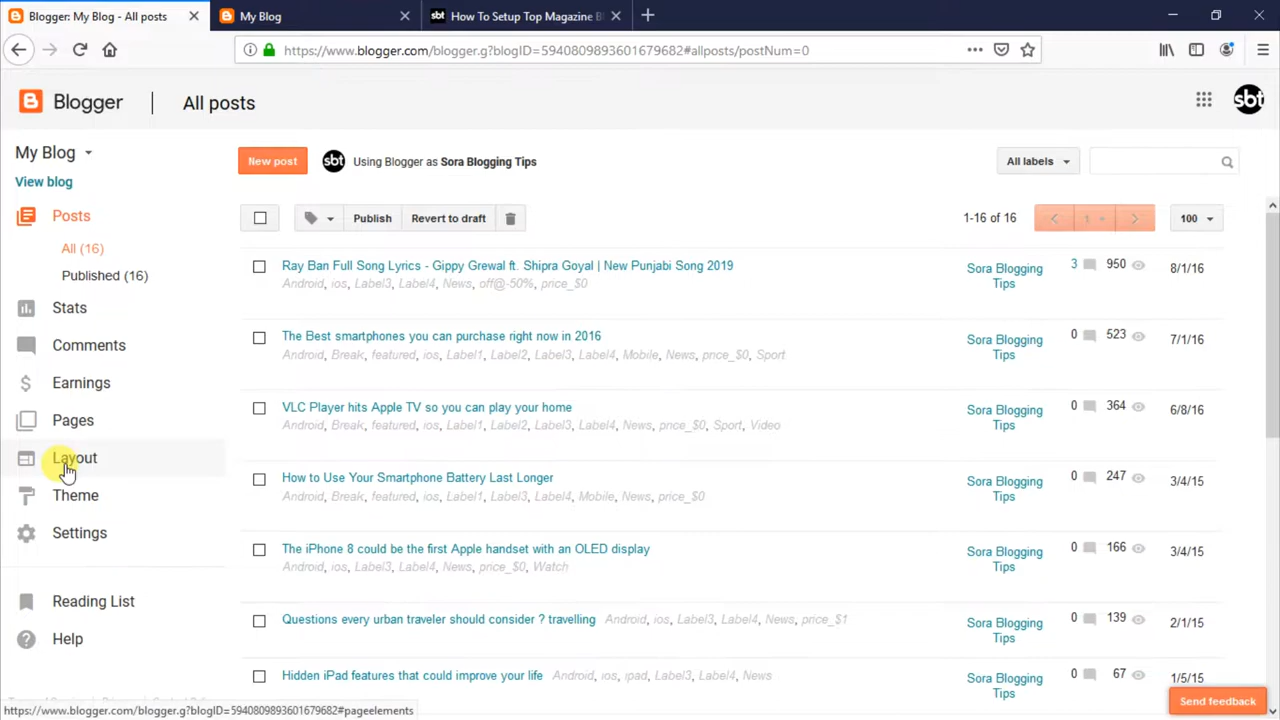 Blogger: My Blog - All posts
My Blog
sbt How To Setup Top Magazine B
https://www.blogger.com/blogger.g?blogID=5940809893601679682#allposts/postNum=0
Blogger All posts
sbt
My Blog
View blog
New post
sbt Using Blogger as Sora Blogging Tips
All labels
Posts
All (16)
Published (16)
Stats
Comments
Earnings
Pages
Layout
Theme
Settings
Reading List
Help
Publish Revert to draft
1-16 of 16
1
100
Ray Ban Full Song Lyrics - Gippy Grewal ft. Shipra Goyal | New Punjabi Song 2019
Android, ios, Label3, Label4, News, off@-50%, price_$0
Sora Blogging Tips
3 950 8/1/16
The Best smartphones you can purchase right now in 2016
Android, Break, featured, ios, Label1, Label2, Label3, Label4, Mobile, News, price_$0, Sport
Sora Blogging Tips
0 523 7/1/16
VLC Player hits Apple TV so you can play your home
Android, Break, featured, ios, Label1, Label2, Label3, Label4, News, price_$0, Sport, Video
Sora Blogging Tips
0 364 6/8/16
How to Use Your Smartphone Battery Last Longer
Android, Break, featured, ios, Label1, Label3, Label4, Mobile, News, price_$0
Sora Blogging Tips
0 247 3/4/15
The iPhone 8 could be the first Apple handset with an OLED display
Android, ios, Label3, Label4, News, price_$0, Watch
Sora Blogging Tips
0 166 3/4/15
Questions every urban traveler should consider ? travelling Android, ios, Label3, Label4, News, price_$1
Sora Blogging Tips
0 139 2/1/15
Hidden iPad features that could improve your life Android, ios, ipad, Label3, Label4, News
Sora Blogging Tips
0 67 1/5/15
Send feedback
https://www.blogger.com/blogger.g?blogID=5940809893601679682#pageelements